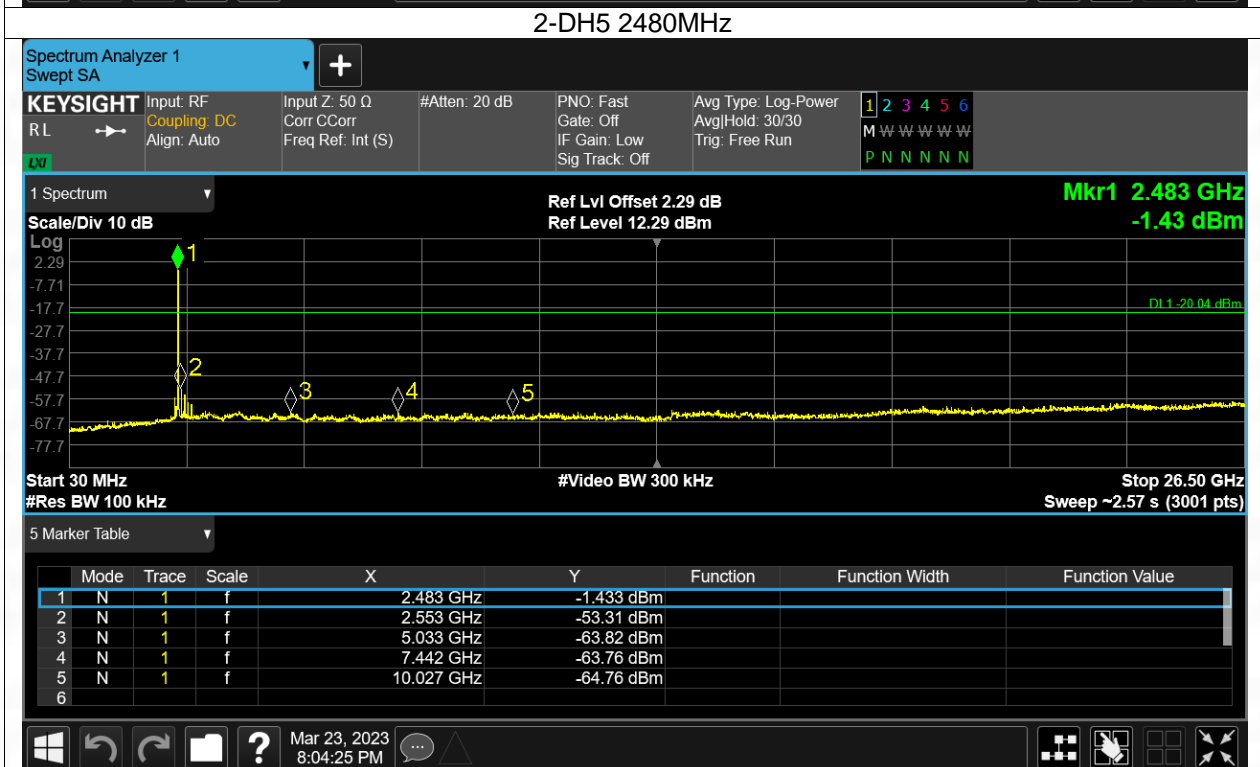 2-DH5 2480MHz
Spectrum Analyzer 1
Swept SA
KEYSIGHT
RL
LXI
Input: RF
Coupling: DC
Align: Auto
Input Z: 50 Ω
Corr CCorr
Freq Ref: Int (S)
#Atten: 20 dB
PNO: Fast
Gate: Off
IF Gain: Low
Sig Track: Off
Avg Type: Log-Power
Avg|Hold: 30/30
Trig: Free Run
1 2 3 4 5 6
M W W W W W
P N N N N N
1 Spectrum
Scale/Div 10 dB
Ref Lvl Offset 2.29 dB
Ref Level 12.29 dBm
Mkr1 2.483 GHz
-1.43 dBm
Log
2.29
-7.71
-17.7
-27.7
-37.7
-47.7
-57.7
-67.7
-77.7
1
2
3
4
5
DL1 -20.04 dBm
Start 30 MHz
#Res BW 100 kHz
#Video BW 300 kHz
Stop 26.50 GHz
Sweep ~2.57 s (3001 pts)
5 Marker Table
Mode Trace Scale X Y Function Function Width Function Value
1 N 1 f 2.483 GHz -1.433 dBm
2 N 1 f 2.553 GHz -53.31 dBm
3 N 1 f 5.033 GHz -63.82 dBm
4 N 1 f 7.442 GHz -63.76 dBm
5 N 1 f 10.027 GHz -64.76 dBm
6
?
Mar 23, 2023
8:04:25 PM